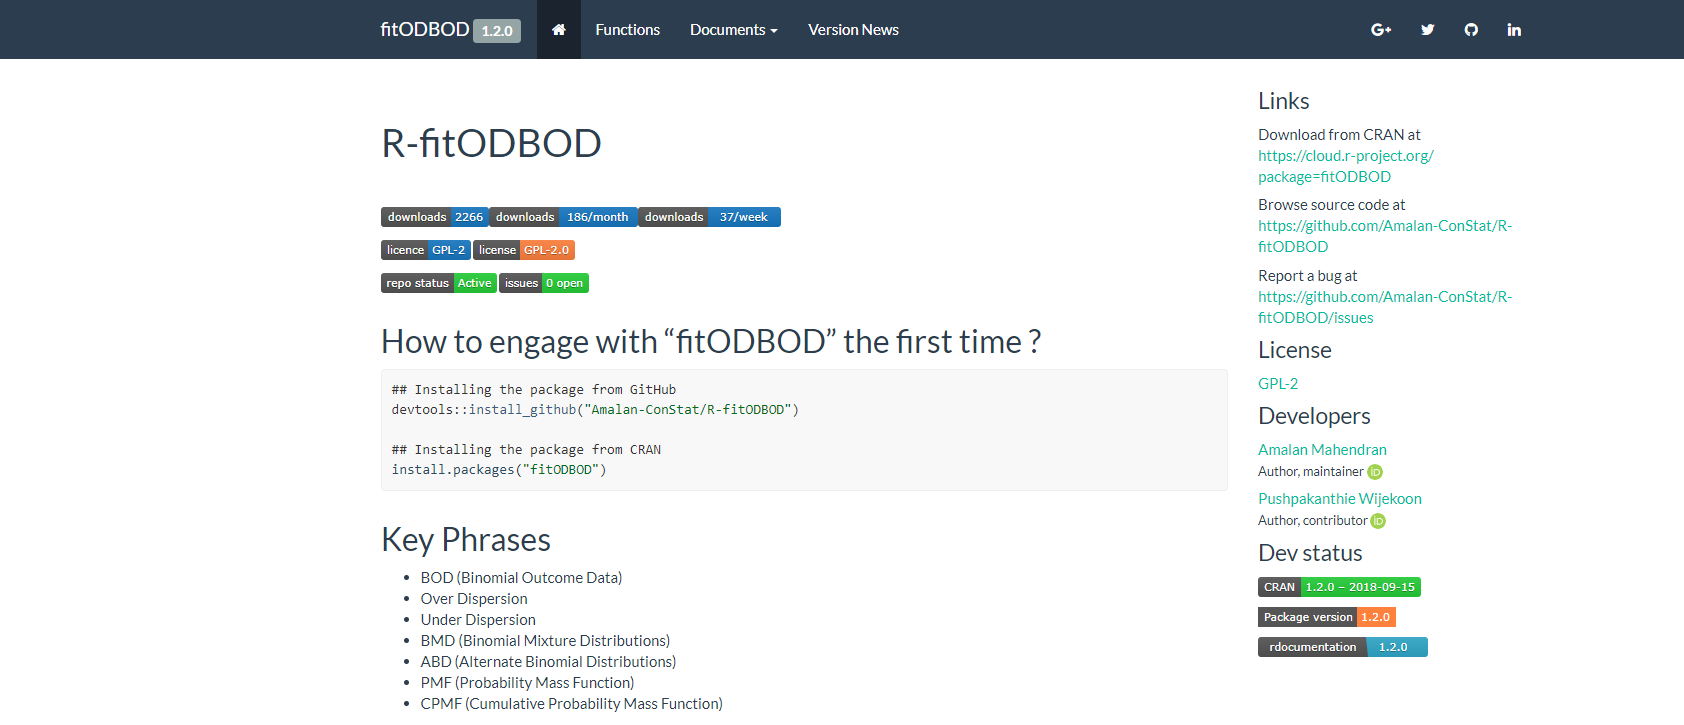 fitODBOD 1.2.0 Functions Documents Version News
R-fitODBOD
downloads 2266 downloads 186/month downloads 37/week
licence GPL-2 license GPL-2.0
repo status Active issues 0 open
How to engage with “fitODBOD” the first time ?
## Installing the package from GitHub
devtools::install_github("Amalan-ConStat/R-fitODBOD")
## Installing the package from CRAN
install.packages("fitODBOD")
Key Phrases
• BOD (Binomial Outcome Data)
• Over Dispersion
• Under Dispersion
• BMD (Binomial Mixture Distributions)
• ABD (Alternate Binomial Distributions)
• PMF (Probability Mass Function)
• CPMF (Cumulative Probability Mass Function)
Links
Download from CRAN at
https://cloud.r-project.org/
package=fitODBOD
Browse source code at
https://github.com/Amalan-ConStat/R-
fitODBOD
Report a bug at
https://github.com/Amalan-ConStat/R-
fitODBOD/issues
License
GPL-2
Developers
Amalan Mahendran
Author, maintainer iD
Pushpakanthie Wijekoon
Author, contributor iD
Dev status
CRAN 1.2.0 – 2018-09-15
Package version 1.2.0
rdocumentation 1.2.0